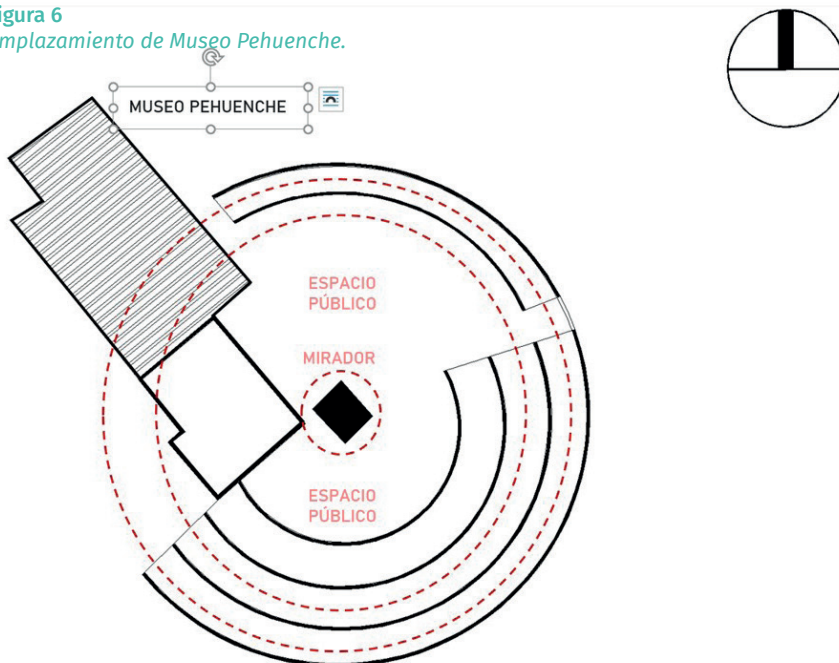 igura 6
mplazamiento de Museo Pehuenche.
MUSEO PEHUENCHE
ESPACIO
PÚBLICO
MIRADOR
ESPACIO
PÚBLICO